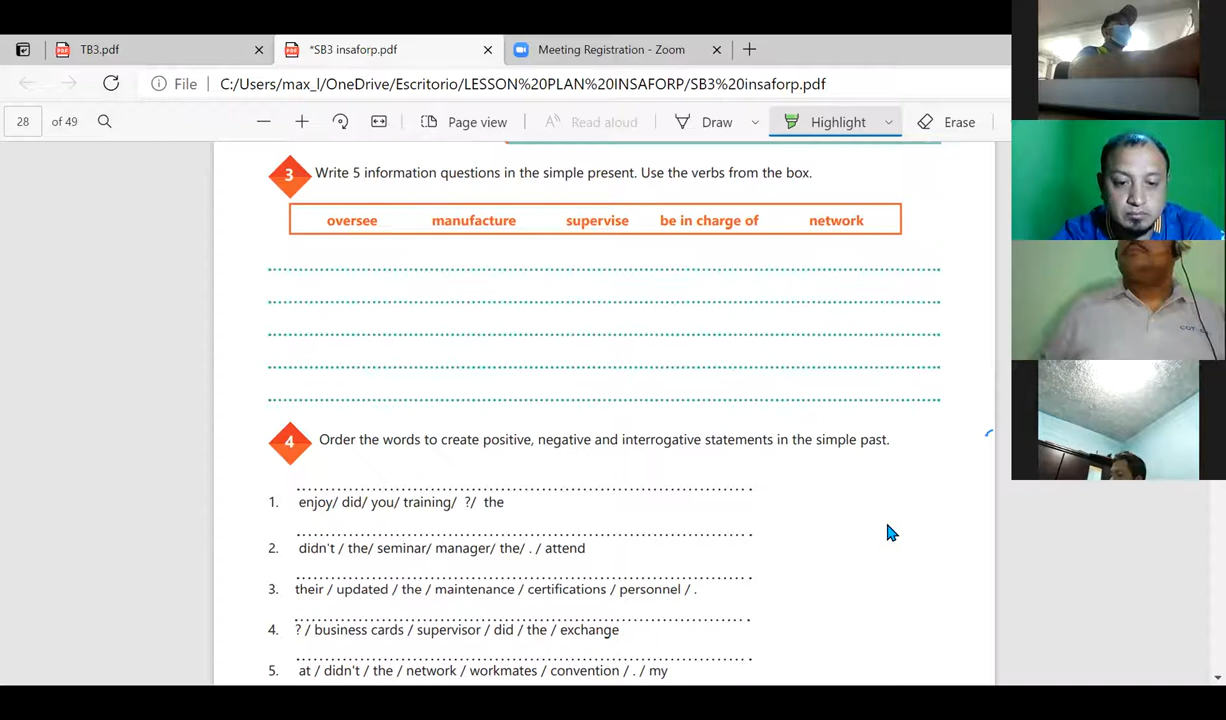 TB3.pdf
*SB3 insaforp.pdf
Meeting Registration - Zoom
File C:/Users/max_l/OneDrive/Escritorio/LESSON%20PLAN%20INSAFORP/SB3%20insaforp.pdf
28 of 49 Page view Read aloud Draw Highlight Erase
3 Write 5 information questions in the simple present. Use the verbs from the box.
oversee manufacture supervise be in charge of network
4 Order the words to create positive, negative and interrogative statements in the simple past.
1. enjoy/ did/ you/ training/ ?/ the
2. didn't / the/ seminar/ manager/ the/ . / attend
3. their / updated / the / maintenance / certifications / personnel / .
4. ? / business cards / supervisor / did / the / exchange
5. at / didn't / the / network / workmates / convention / . / my